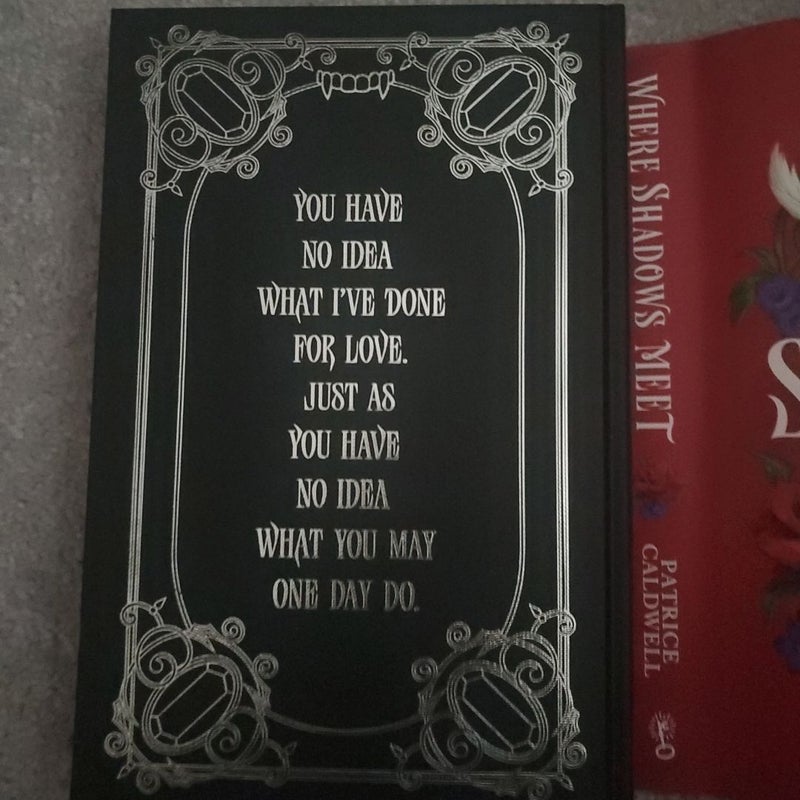 YOU HAVE
NO IDEA
WHAT I'VE DONE
FOR LOVE.
JUST AS
YOU HAVE
NO IDEA
WHAT YOU MAY
ONE DAY DO.
WHERE SHADOWS MEET
PATRICE
CALDWELL
S